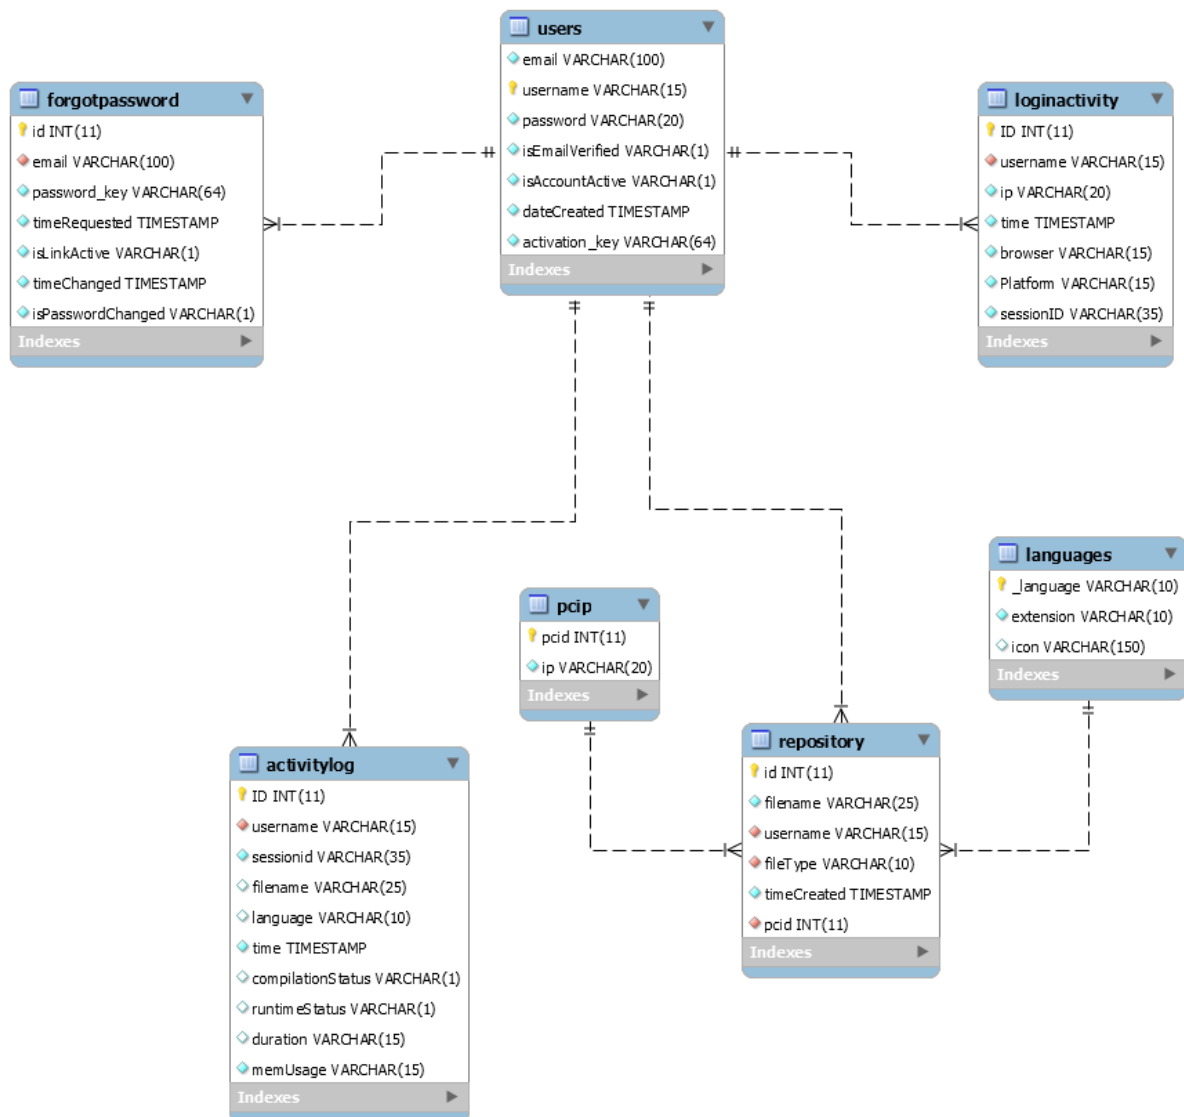 users
email VARCHAR(100)
username VARCHAR(15)
password VARCHAR(20)
isEmailVerified VARCHAR(1)
isAccountActive VARCHAR(1)
dateCreated TIMESTAMP
activation_key VARCHAR(64)
Indexes
forgotpassword
id INT(11)
email VARCHAR(100)
password_key VARCHAR(64)
timeRequested TIMESTAMP
isLinkActive VARCHAR(1)
timeChanged TIMESTAMP
isPasswordChanged VARCHAR(1)
Indexes
loginactivity
ID INT(11)
username VARCHAR(15)
ip VARCHAR(20)
time TIMESTAMP
browser VARCHAR(15)
Platform VARCHAR(15)
sessionID VARCHAR(35)
Indexes
languages
_language VARCHAR(10)
extension VARCHAR(10)
icon VARCHAR(150)
Indexes
pcip
pcid INT(11)
ip VARCHAR(20)
Indexes
repository
id INT(11)
filename VARCHAR(25)
username VARCHAR(15)
fileType VARCHAR(10)
timeCreated TIMESTAMP
pcid INT(11)
Indexes
activitylog
ID INT(11)
username VARCHAR(15)
sessionid VARCHAR(35)
filename VARCHAR(25)
language VARCHAR(10)
time TIMESTAMP
compilationStatus VARCHAR(1)
runtimeStatus VARCHAR(1)
duration VARCHAR(15)
memUsage VARCHAR(15)
Indexes